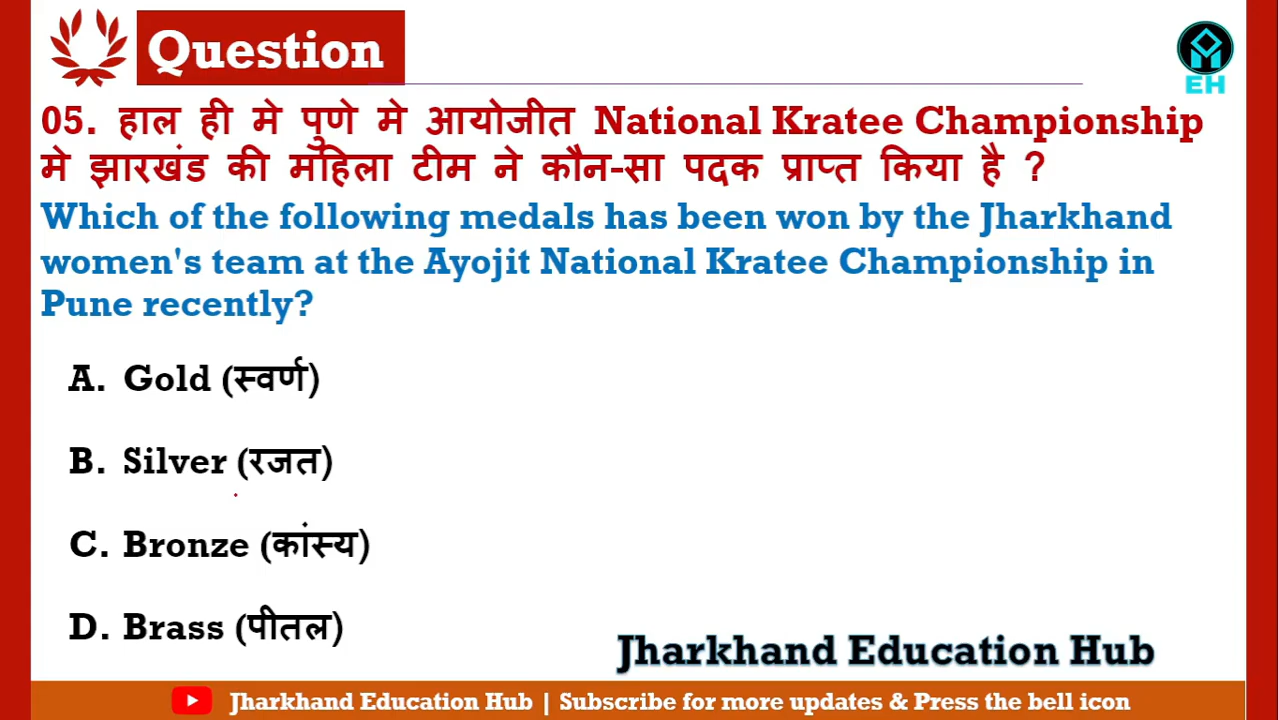 Question
EH
05. हाल ही मे पुणे मे आयोजीत National Kratee Championship
मे झारखंड की महिला टीम ने कौन-सा पदक प्राप्त किया है ?
Which of the following medals has been won by the Jharkhand
women's team at the Ayojit National Kratee Championship in
Pune recently?
A. Gold (स्वर्ण)
B. Silver (रजत)
C. Bronze (कांस्य)
D. Brass (पीतल)
Jharkhand Education Hub
Jharkhand Education Hub | Subscribe for more updates & Press the bell icon